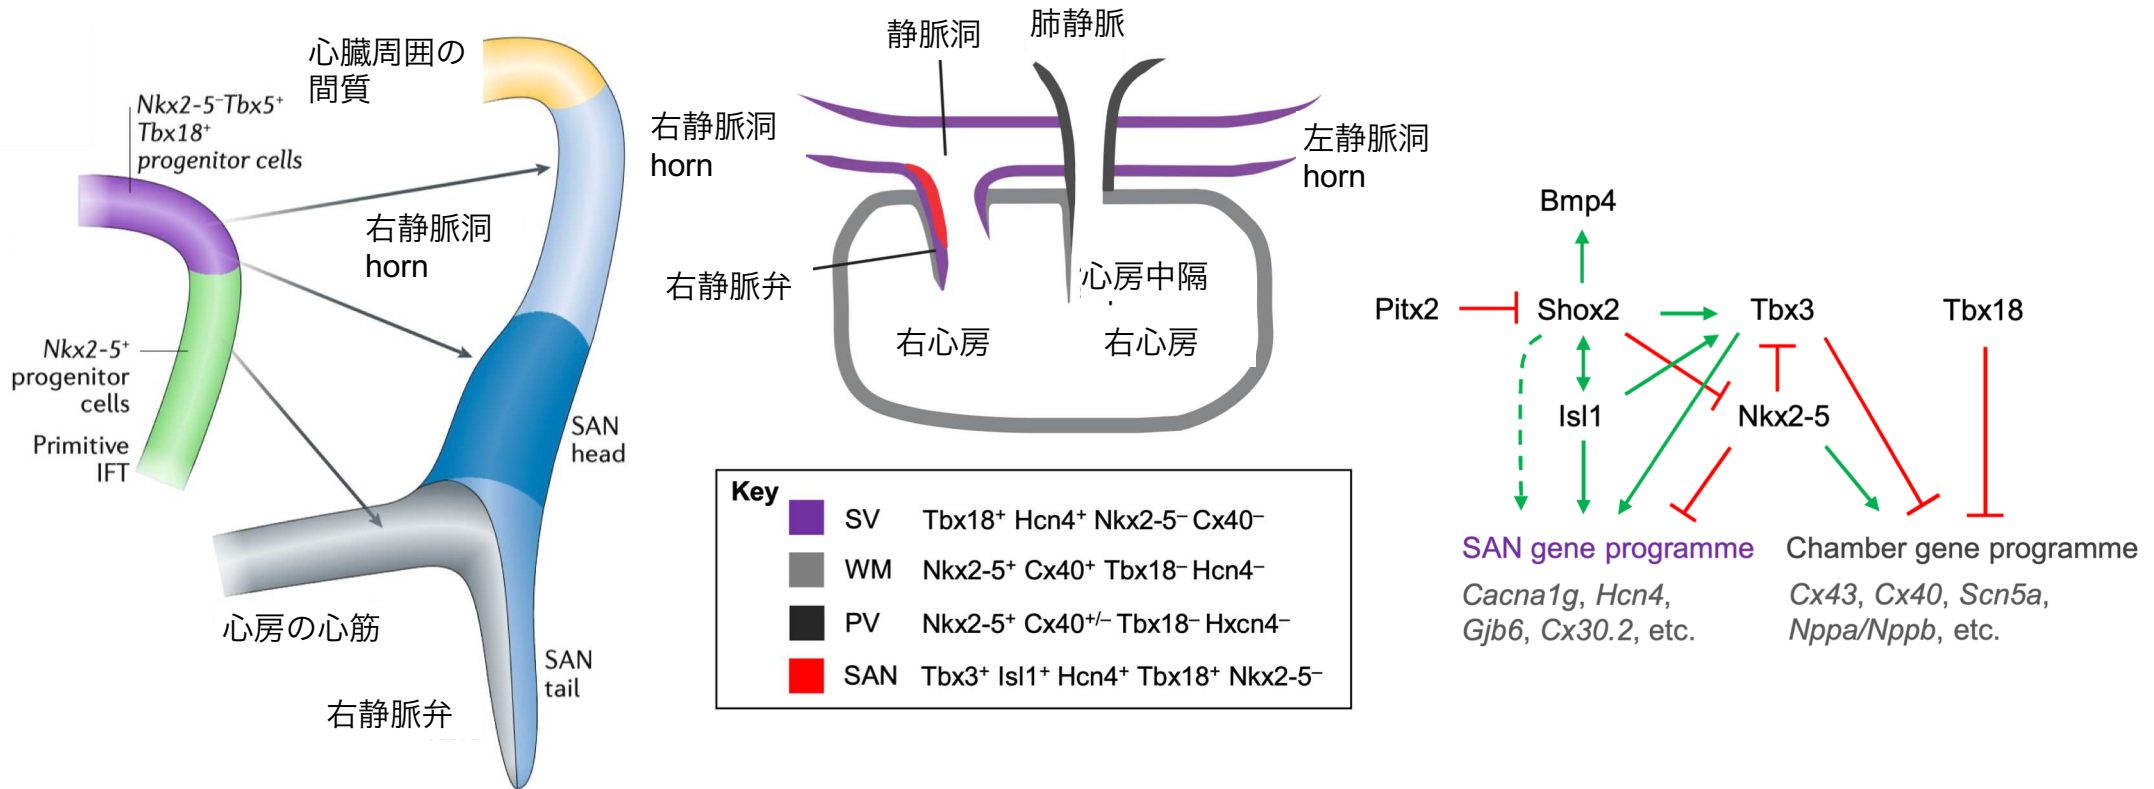 心臓周囲の
間質
Nkx2-5⁻Tbx5⁺
Tbx18⁺
progenitor cells
右静脈洞
horn
Nkx2-5⁺
progenitor
cells
Primitive
IFT
SAN
head
心房の心筋
SAN
tail
右静脈弁
静脈洞
肺静脈
右静脈洞
horn
左静脈洞
horn
右静脈弁
心房中隔
右心房
右心房
Key
SV Tbx18⁺ Hcn4⁺ Nkx2-5⁻ Cx40⁻
WM Nkx2-5⁺ Cx40⁺ Tbx18⁻ Hcn4⁻
PV Nkx2-5⁺ Cx40⁺/⁻ Tbx18⁻ Hxcn4⁻
SAN Tbx3⁺ Isl1⁺ Hcn4⁺ Tbx18⁺ Nkx2-5⁻
Bmp4
Pitx2
Shox2
Tbx3
Tbx18
Isl1
Nkx2-5
SAN gene programme
Cacna1g, Hcn4,
Gjb6, Cx30.2, etc.
Chamber gene programme
Cx43, Cx40, Scn5a,
Nppa/Nppb, etc.